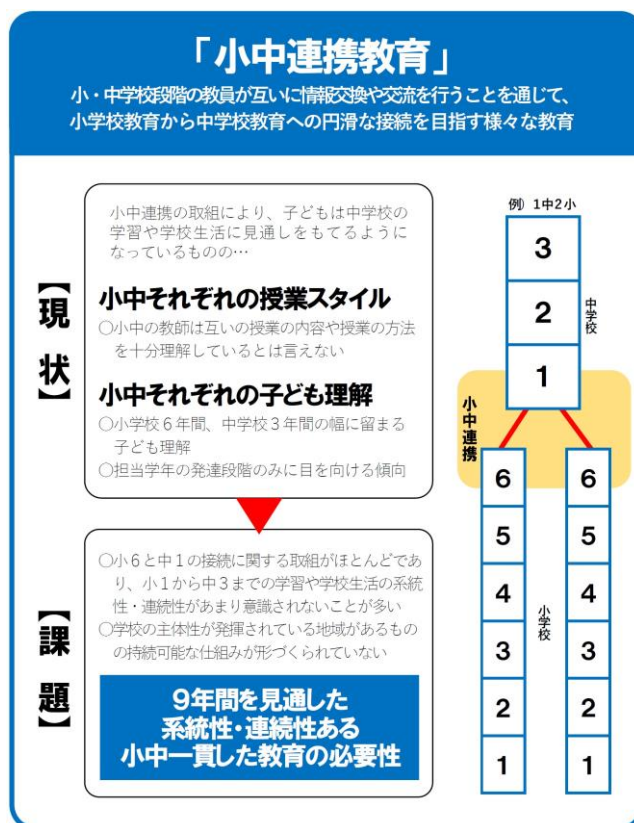 「小中連携教育」
小・中学校段階の教員が互いに情報交換や交流を行うことを通じて、
小学校教育から中学校教育への円滑な接続を目指す様々な教育
【現状】
小中連携の取組により、子どもは中学校の
学習や学校生活に見通しをもてるように
なっているものの…
小中それぞれの授業スタイル
○小中の教師は互いの授業の内容や授業の方法
を十分理解しているとは言えない
小中それぞれの子ども理解
○小学校6年間、中学校3年間の幅に留まる
子ども理解
○担当学年の発達段階のみに目を向ける傾向
【課題】
○小6と中1の接続に関する取組がほとんどであ
り、小1から中3までの学習や学校生活の系統
性・連続性があまり意識されないことが多い
○学校の主体性が発揮されている地域があるもの
の持続可能な仕組みが形づくられていない
9年間を見通した
系統性・連続性ある
小中一貫した教育の必要性
例）1中2小
3
2
1
中学校
小中連携
6 6
5 5
4 4
小学校
3 3
2 2
1 1